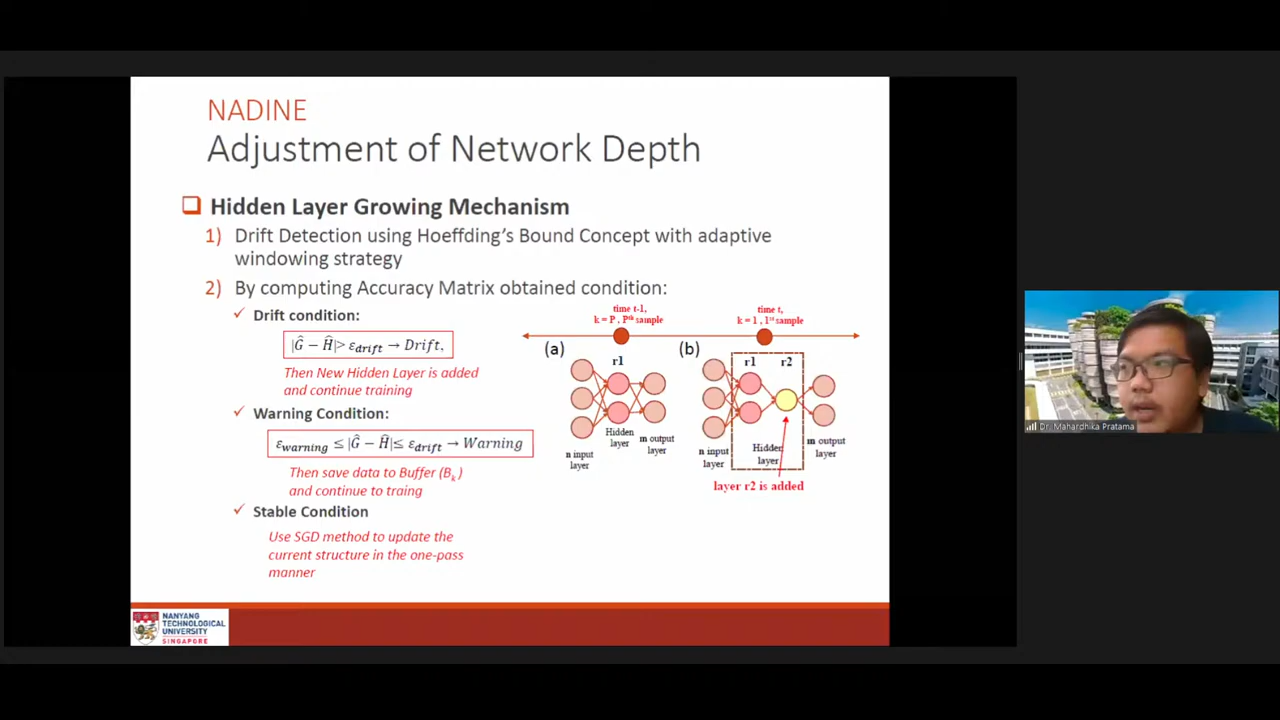 NADINE
Adjustment of Network Depth
Hidden Layer Growing Mechanism
1) Drift Detection using Hoeffding's Bound Concept with adaptive
windowing strategy
2) By computing Accuracy Matrix obtained condition:
✓ Drift condition:
|Ĝ − Ĥ|> ε_drift → Drift,
Then New Hidden Layer is added
and continue training
✓ Warning Condition:
ε_warning ≤ |Ĝ − Ĥ|≤ ε_drift → Warning
Then save data to Buffer (B_k)
and continue to traing
✓ Stable Condition
Use SGD method to update the
current structure in the one-pass
manner
time t-1,
k = P , Pth sample
time t,
k = 1 , 1st sample
(a)
r1
n input
layer
Hidden
layer
m output
layer
(b)
r1
r2
n input
layer
Hidden
layer
m output
layer
layer r2 is added
NANYANG
TECHNOLOGICAL
UNIVERSITY
SINGAPORE
Dr. Mahardhika Pratama